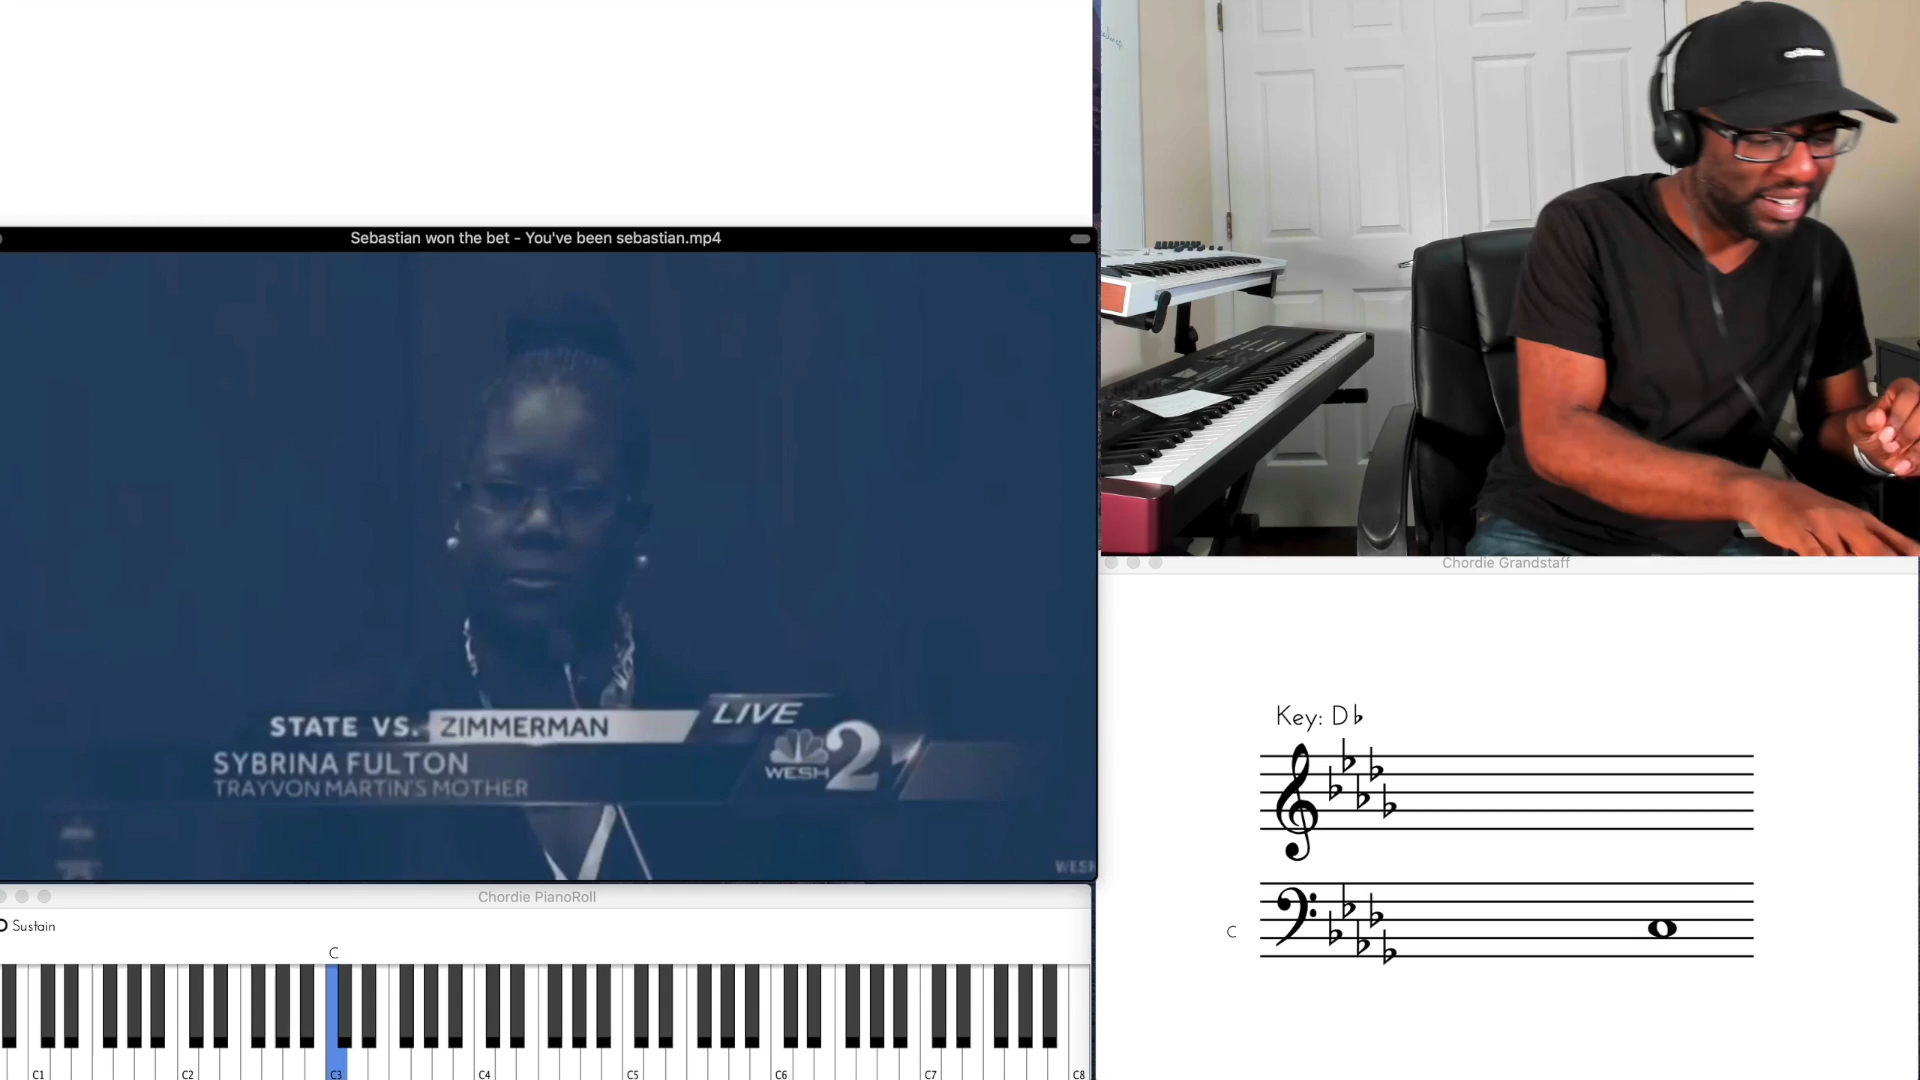 Sebastian won the bet - You've been sebastian.mp4
STATE VS. ZIMMERMAN
LIVE
SYBRINA FULTON
TRAYVON MARTIN'S MOTHER
WESH 2
WESH
Chordie Grandstaff
Key: D♭
C
Chordie PianoRoll
Sustain
C
C1 C2 C3 C4 C5 C6 C7 C8